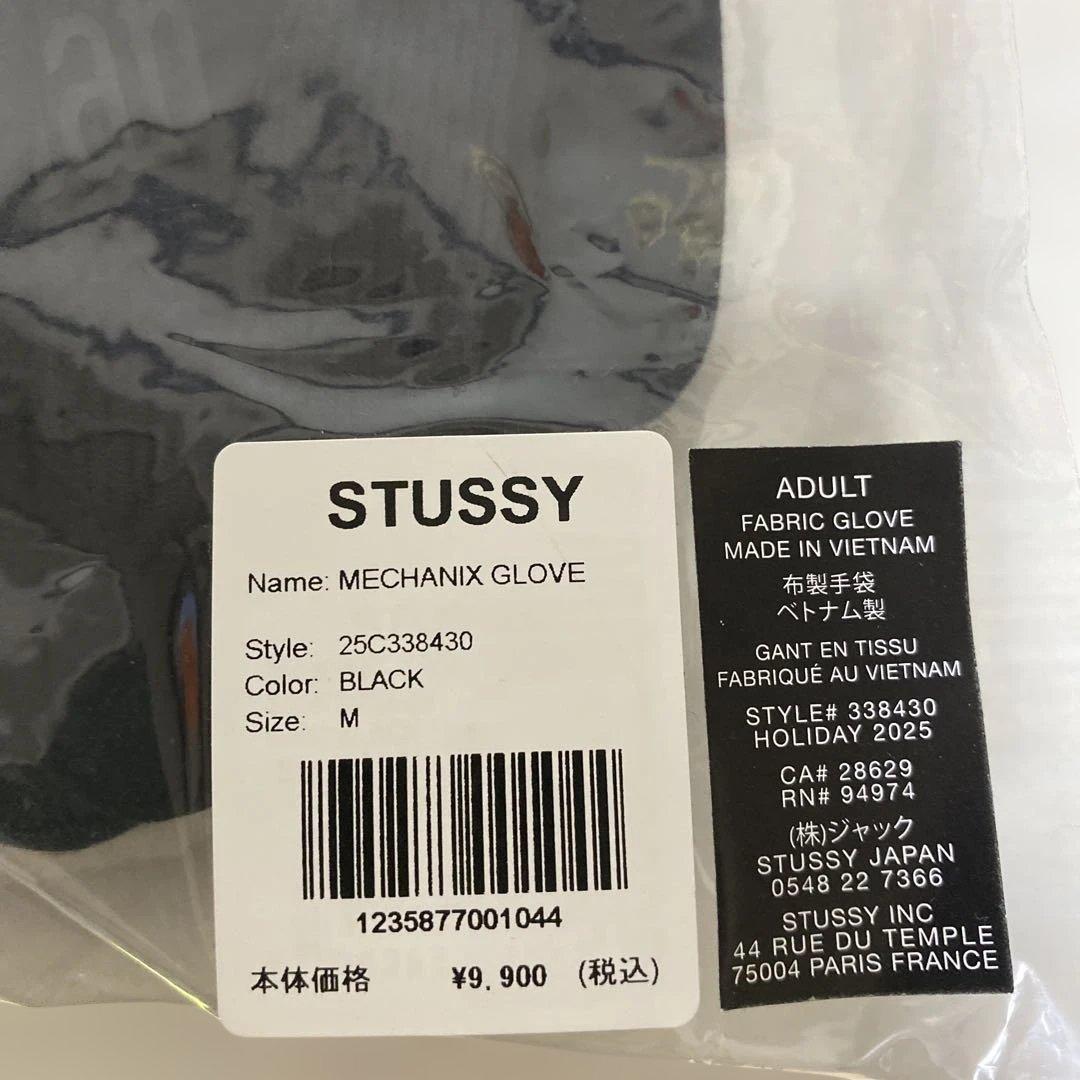 STUSSY
Name: MECHANIX GLOVE
Style: 25C338430
Color: BLACK
Size: M
1235877001044
本体価格 ¥9,900 (税込)
ADULT
FABRIC GLOVE
MADE IN VIETNAM
布製手袋
ベトナム製
GANT EN TISSU
FABRIQUÉ AU VIETNAM
STYLE# 338430
HOLIDAY 2025
CA# 28629
RN# 94974
(株)ジャック
STUSSY JAPAN
0548 22 7366
STUSSY INC
44 RUE DU TEMPLE
75004 PARIS FRANCE